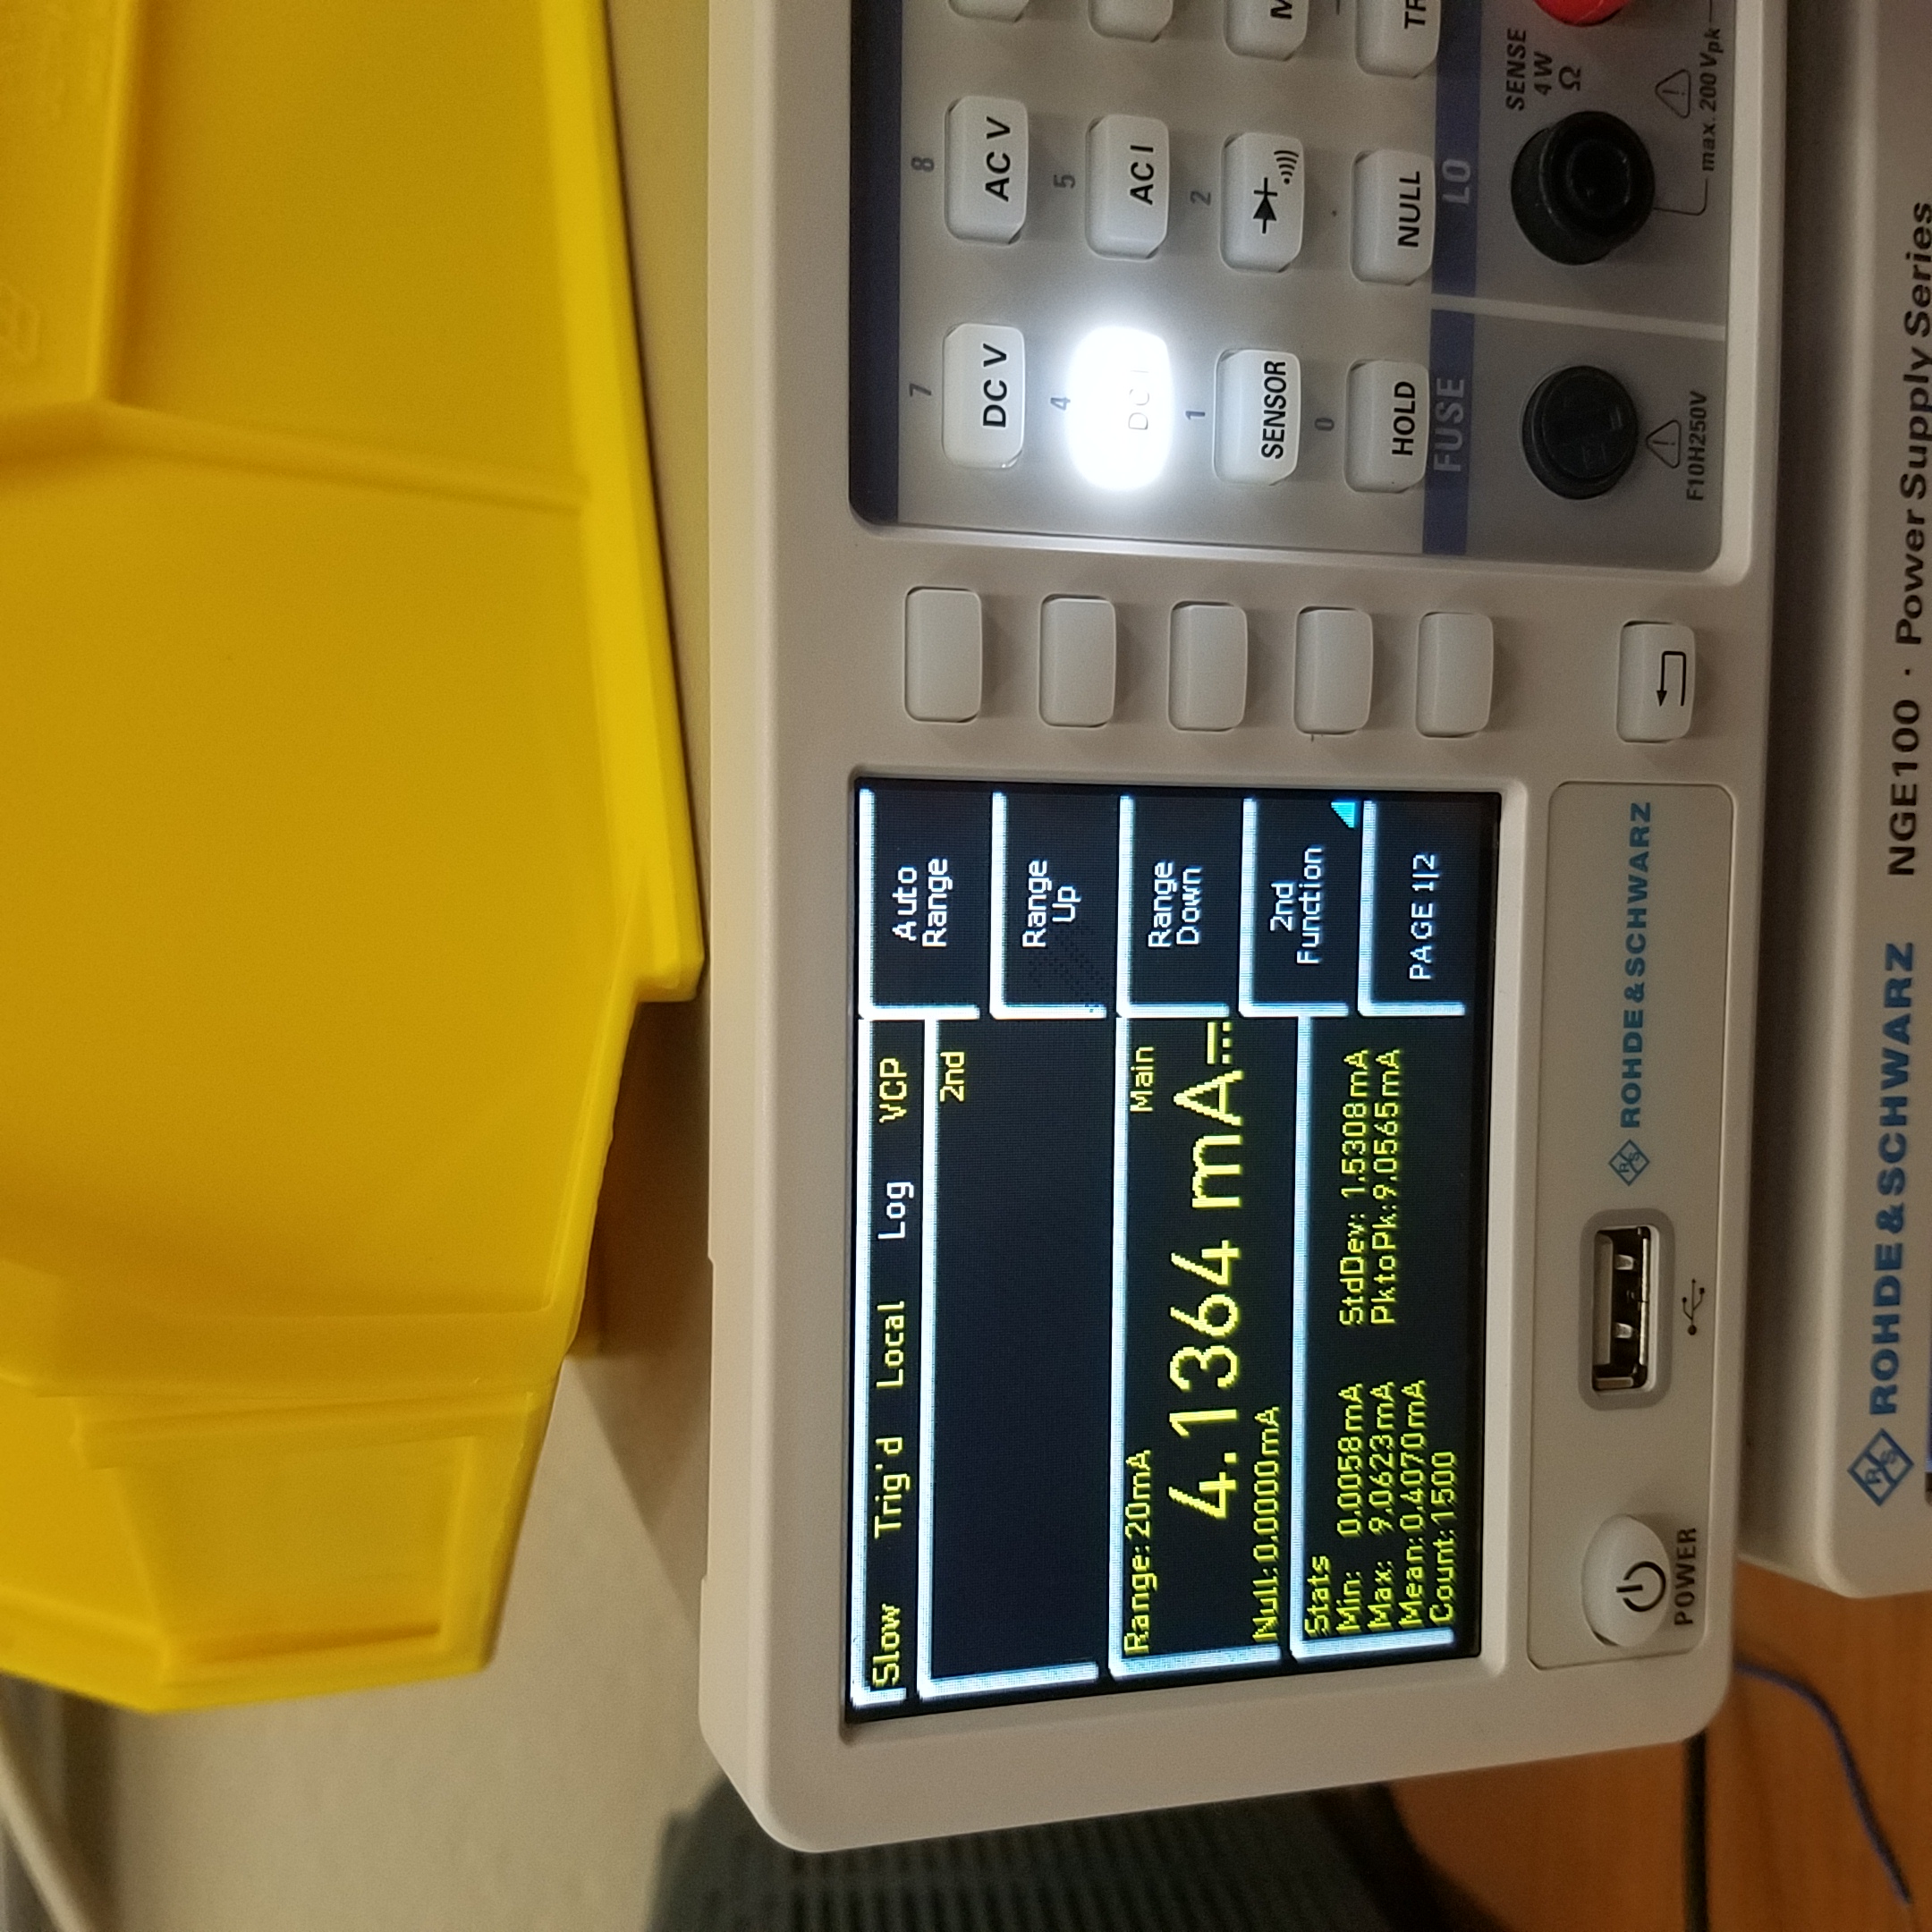 Slow Trig'd Local Log VCP
2nd
Range: 20mA Main
4.1364 mA
Null: 0.0000mA
Stats
Min: 0.0058mA StdDev: 1.5308mA
Max: 9.0623mA PktoPk: 9.0565mA
Mean: 0.4070mA
Count: 1500
Auto
Range
Range
Up
Range
Down
2nd
Function
PAGE 1|2
7 8
DC V AC V
4 5
DC I AC I
1 2
SENSOR
0 .
HOLD NULL
FUSE LO
SENSE
4W
Ω
F10H250V
max. 200 Vpk
POWER
ROHDE & SCHWARZ
ROHDE & SCHWARZ NGE100 · Power Supply Series